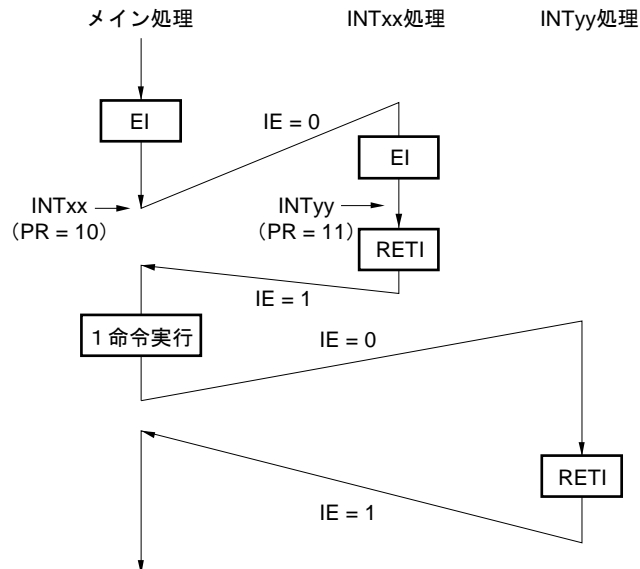 メイン処理
INTxx処理
INTyy処理
EI
IE = 0
EI
INTxx
(PR = 10)
INTyy
(PR = 11)
RETI
IE = 1
1命令実行
IE = 0
RETI
IE = 1